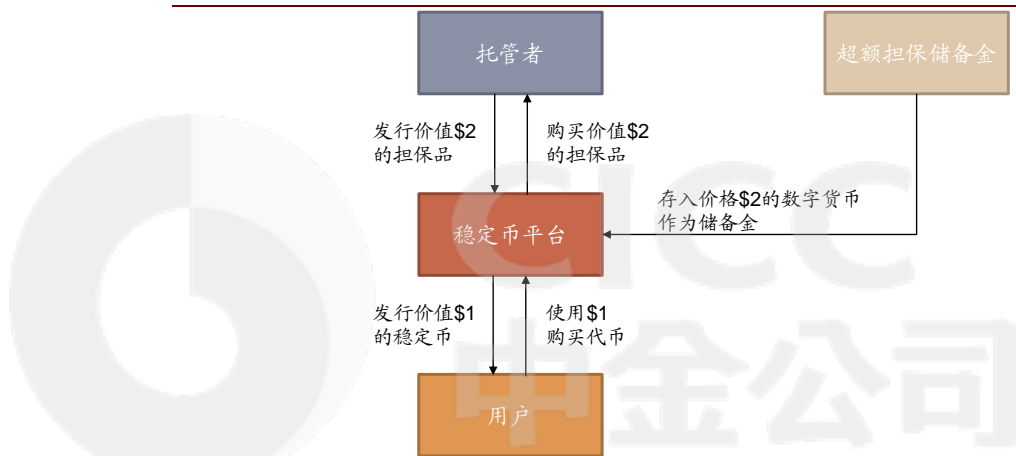 托管者
超额担保储备金
发行价值$2
的担保品
购买价值$2
的担保品
存入价格$2的数字货币
作为储备金
稳定币平台
发行价值$1
的稳定币
使用$1
购买代币
用户
CICC
中金公司